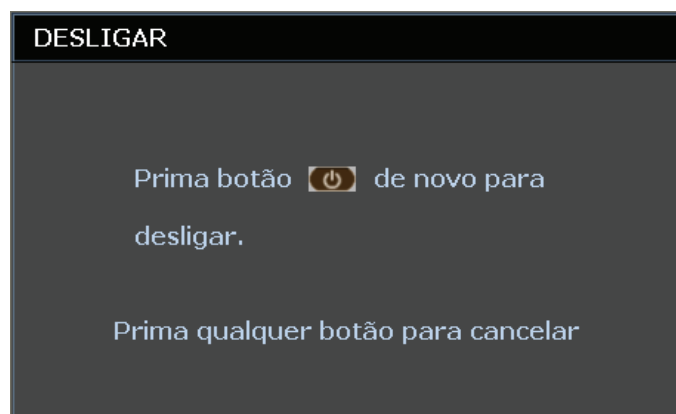 DESLIGAR
Prima botão de novo para
desligar.
Prima qualquer botão para cancelar